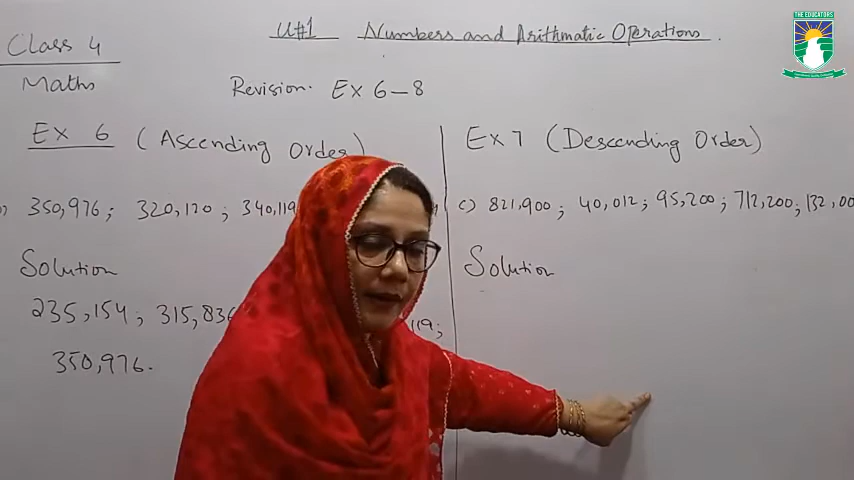 THE EDUCATORS
U#1 Numbers and Arithmatic Operations.
Class 4
Maths
Revision. Ex 6-8
Ex 6 (Ascending Order)
350,976; 320,120; 340,119
Solution
235,154; 315,836
119;
350,976.
Ex 7 (Descending Order)
c) 821,900; 40,012; 95,200; 712,200; 132,00
Solution